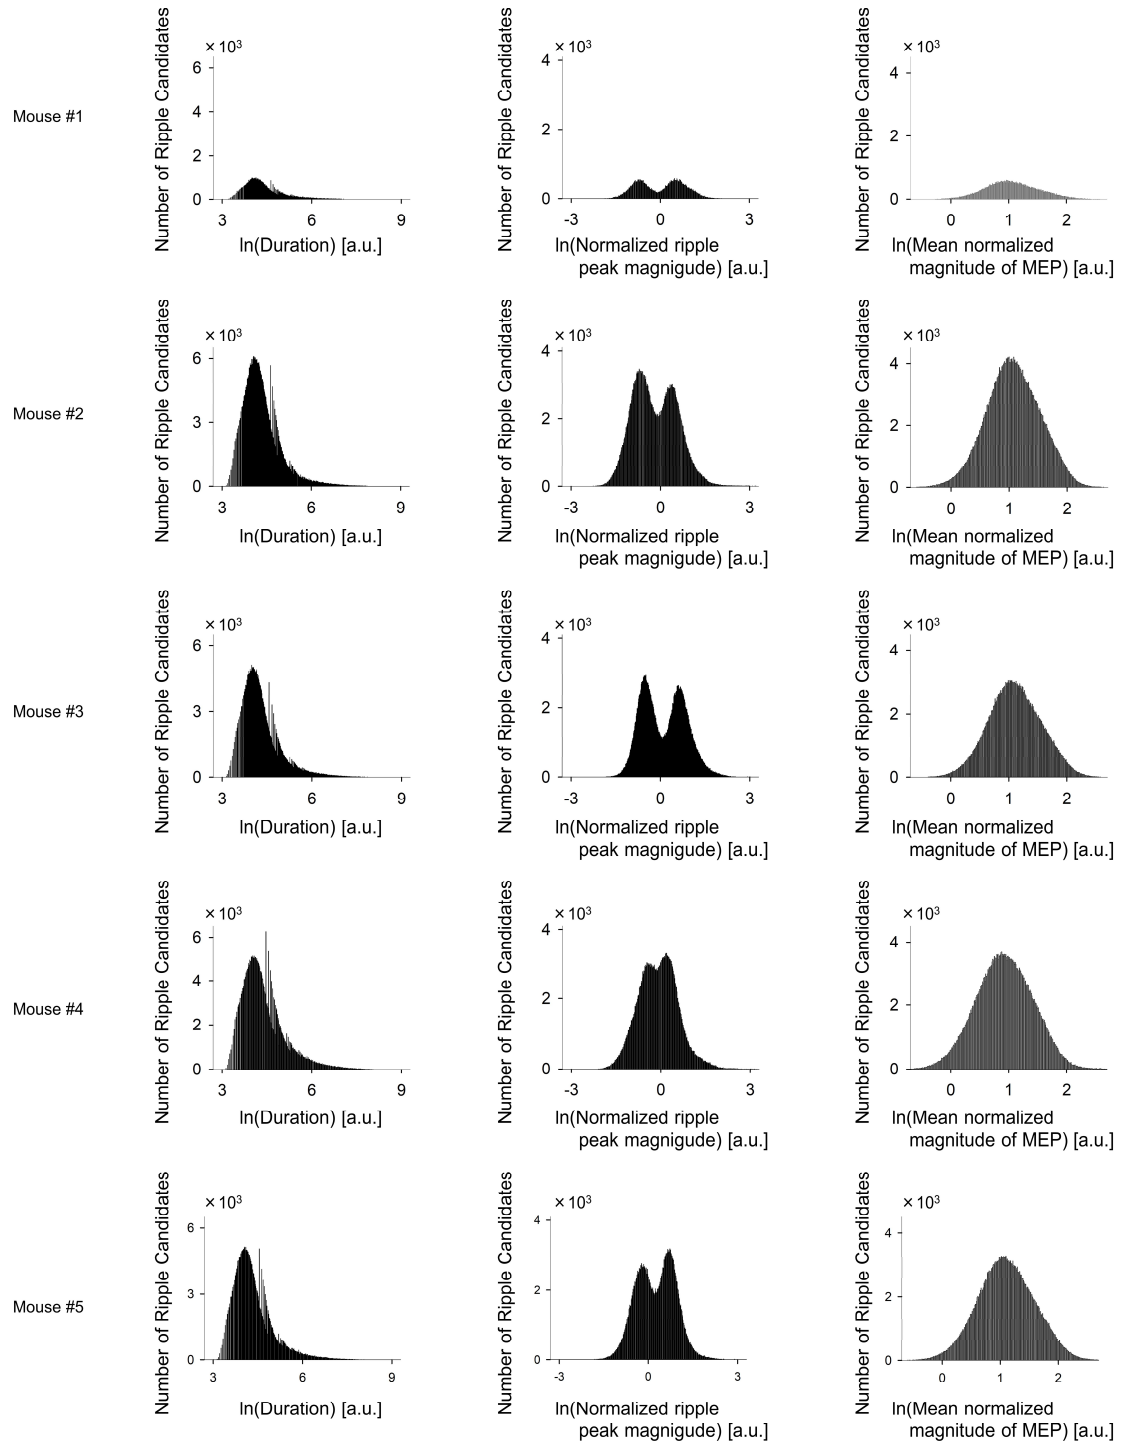 Mouse #1
Number of Ripple Candidates
× 10³
6
4
2
0
3 6 9
ln(Duration) [a.u.]
Number of Ripple Candidates
× 10³
4
2
0
-3 0 3
ln(Normalized ripple
peak magnigude) [a.u.]
Number of Ripple Candidates
× 10³
4
2
0
0 1 2
ln(Mean normalized
magnitude of MEP) [a.u.]
Mouse #2
Number of Ripple Candidates
× 10³
6
3
0
3 6 9
ln(Duration) [a.u.]
Number of Ripple Candidates
× 10³
4
2
0
-3 0 3
ln(Normalized ripple
peak magnigude) [a.u.]
Number of Ripple Candidates
× 10³
4
2
0
0 1 2
ln(Mean normalized
magnitude of MEP) [a.u.]
Mouse #3
Number of Ripple Candidates
× 10³
6
3
0
3 6 9
ln(Duration) [a.u.]
Number of Ripple Candidates
× 10³
4
2
0
-3 0 3
ln(Normalized ripple
peak magnigude) [a.u.]
Number of Ripple Candidates
× 10³
4
2
0
0 1 2
ln(Mean normalized
magnitude of MEP) [a.u.]
Mouse #4
Number of Ripple Candidates
× 10³
6
4
2
0
3 6 9
ln(Duration) [a.u.]
Number of Ripple Candidates
× 10³
4
2
0
-3 0 3
ln(Normalized ripple
peak magnigude) [a.u.]
Number of Ripple Candidates
× 10³
4
2
0
0 1 2
ln(Mean normalized
magnitude of MEP) [a.u.]
Mouse #5
Number of Ripple Candidates
× 10³
6
3
0
3 6 9
ln(Duration) [a.u.]
Number of Ripple Candidates
× 10³
4
2
0
-3 0 3
ln(Normalized ripple
peak magnigude) [a.u.]
Number of Ripple Candidates
× 10³
4
2
0
0 1 2
ln(Mean normalized
magnitude of MEP) [a.u.]